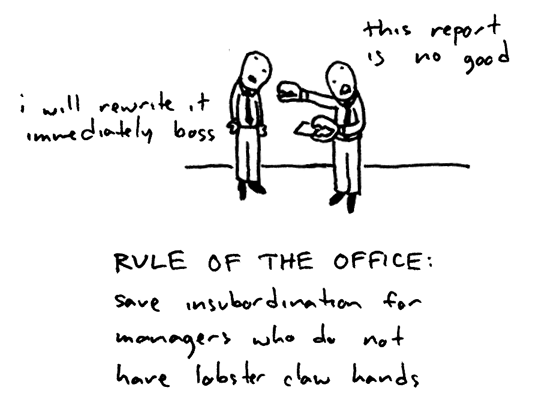 this report
is no good
i will rewrite it
immediately boss
RULE OF THE OFFICE:
save insubordination for
managers who do not
have lobster claw hands